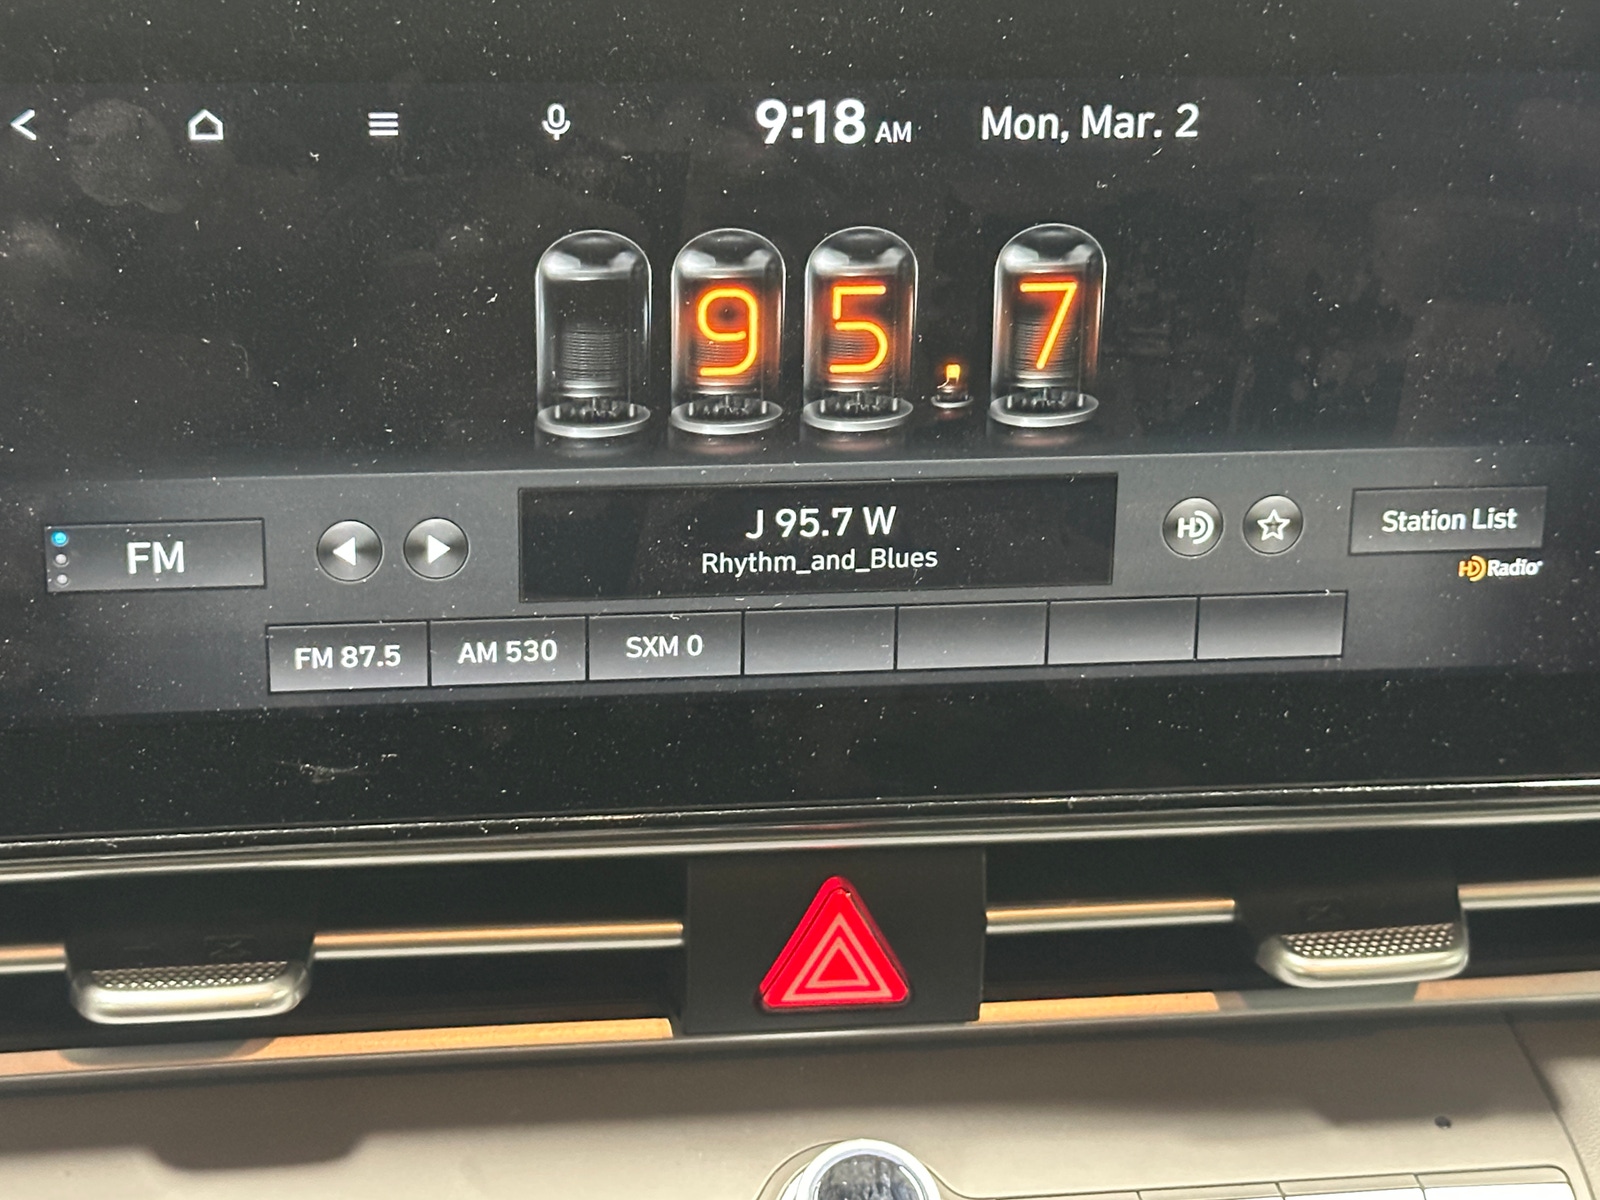 9:18 AM Mon, Mar. 2
95.7
FM
J 95.7 W
Rhythm_and_Blues
HD
Station List
HD Radio
FM 87.5 AM 530 SXM 0